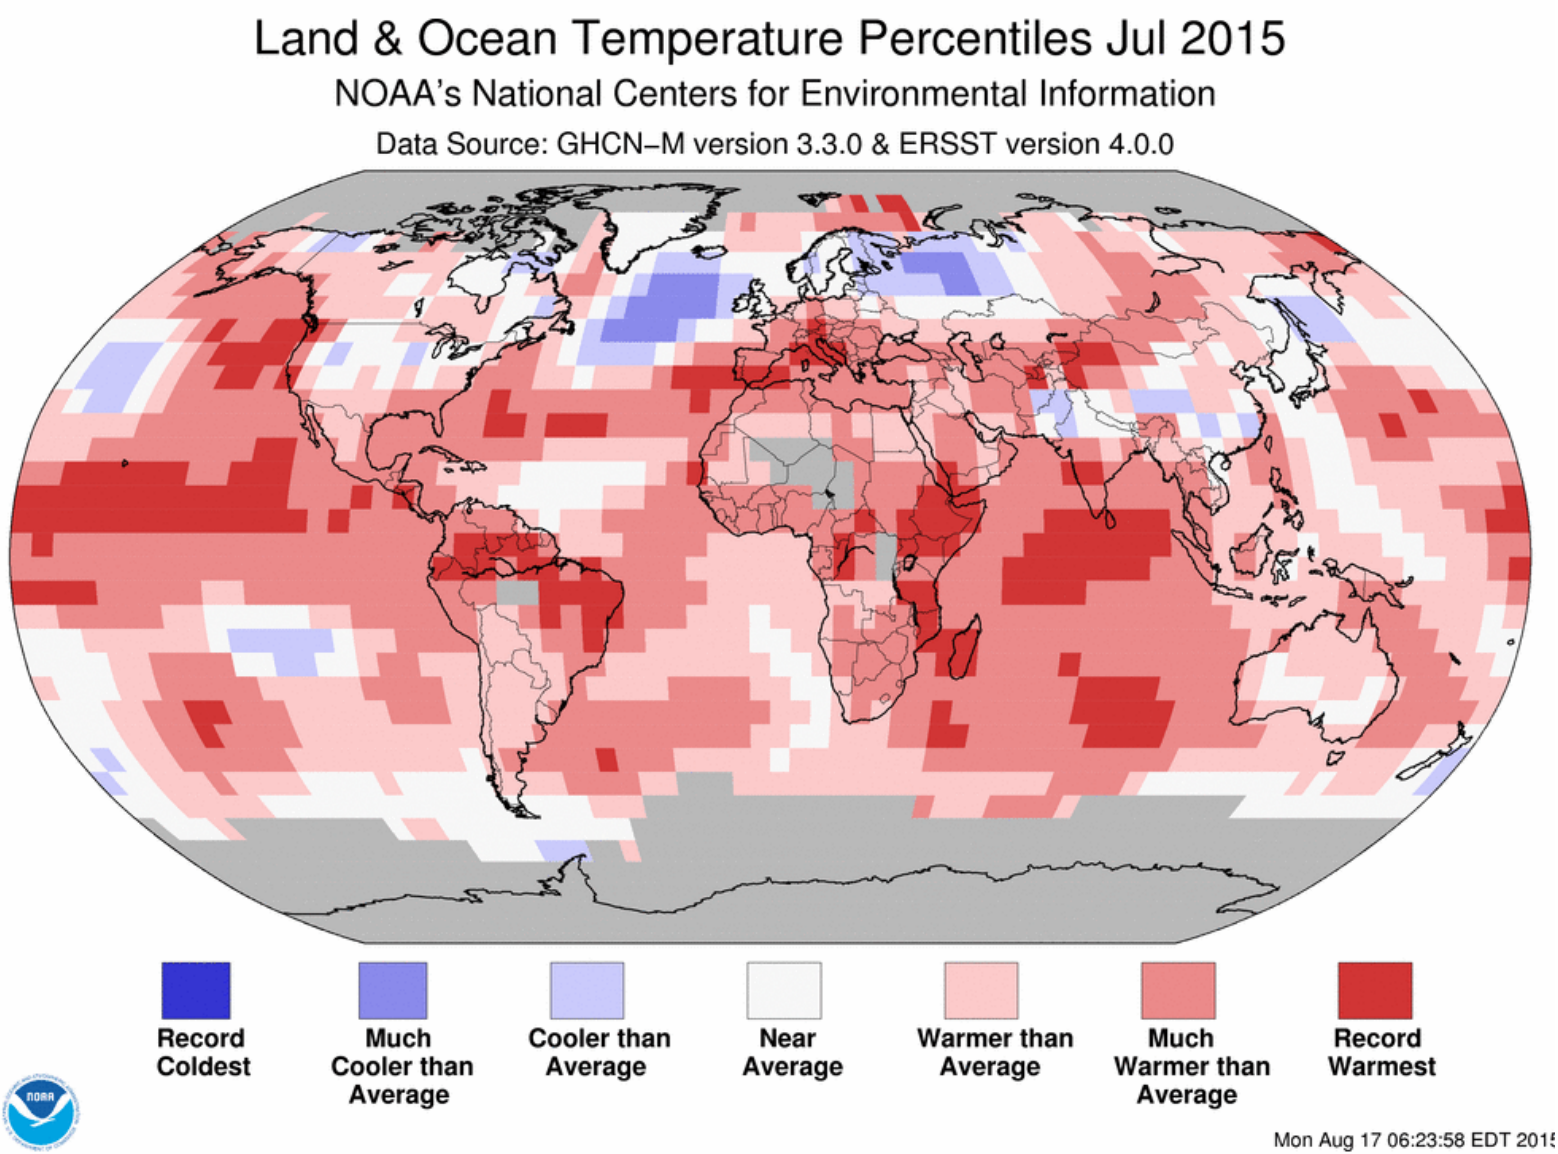 Land & Ocean Temperature Percentiles Jul 2015
NOAA's National Centers for Environmental Information
Data Source: GHCN–M version 3.3.0 & ERSST version 4.0.0
Record
Coldest
Much
Cooler than
Average
Cooler than
Average
Near
Average
Warmer than
Average
Much
Warmer than
Average
Record
Warmest
NOAA
Mon Aug 17 06:23:58 EDT 2015